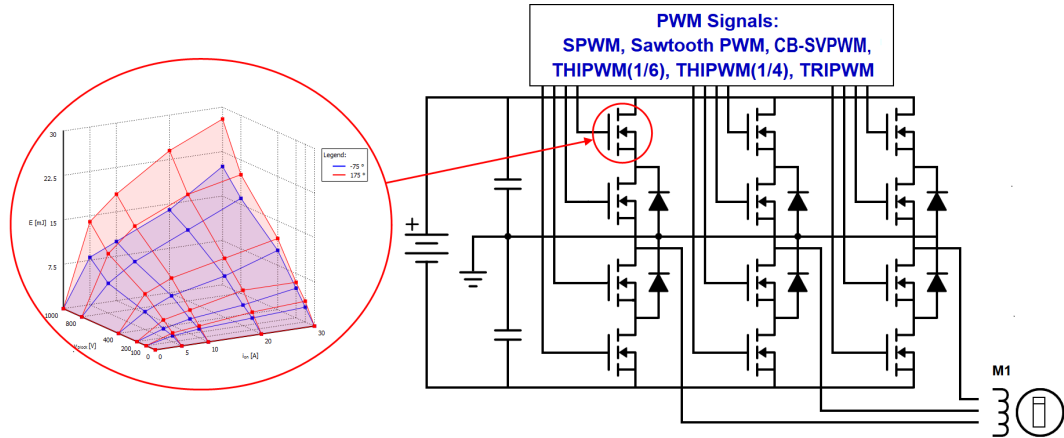 PWM Signals:
SPWM, Sawtooth PWM, CB-SVPWM,
THIPWM(1/6), THIPWM(1/4), TRIPWM
30
22.5
E [mJ]
15
7.5
1000
800
400
200
100
0
[V]
0
5
10
20
30
[A]
Legend:
-75 °
175 °
+
M1